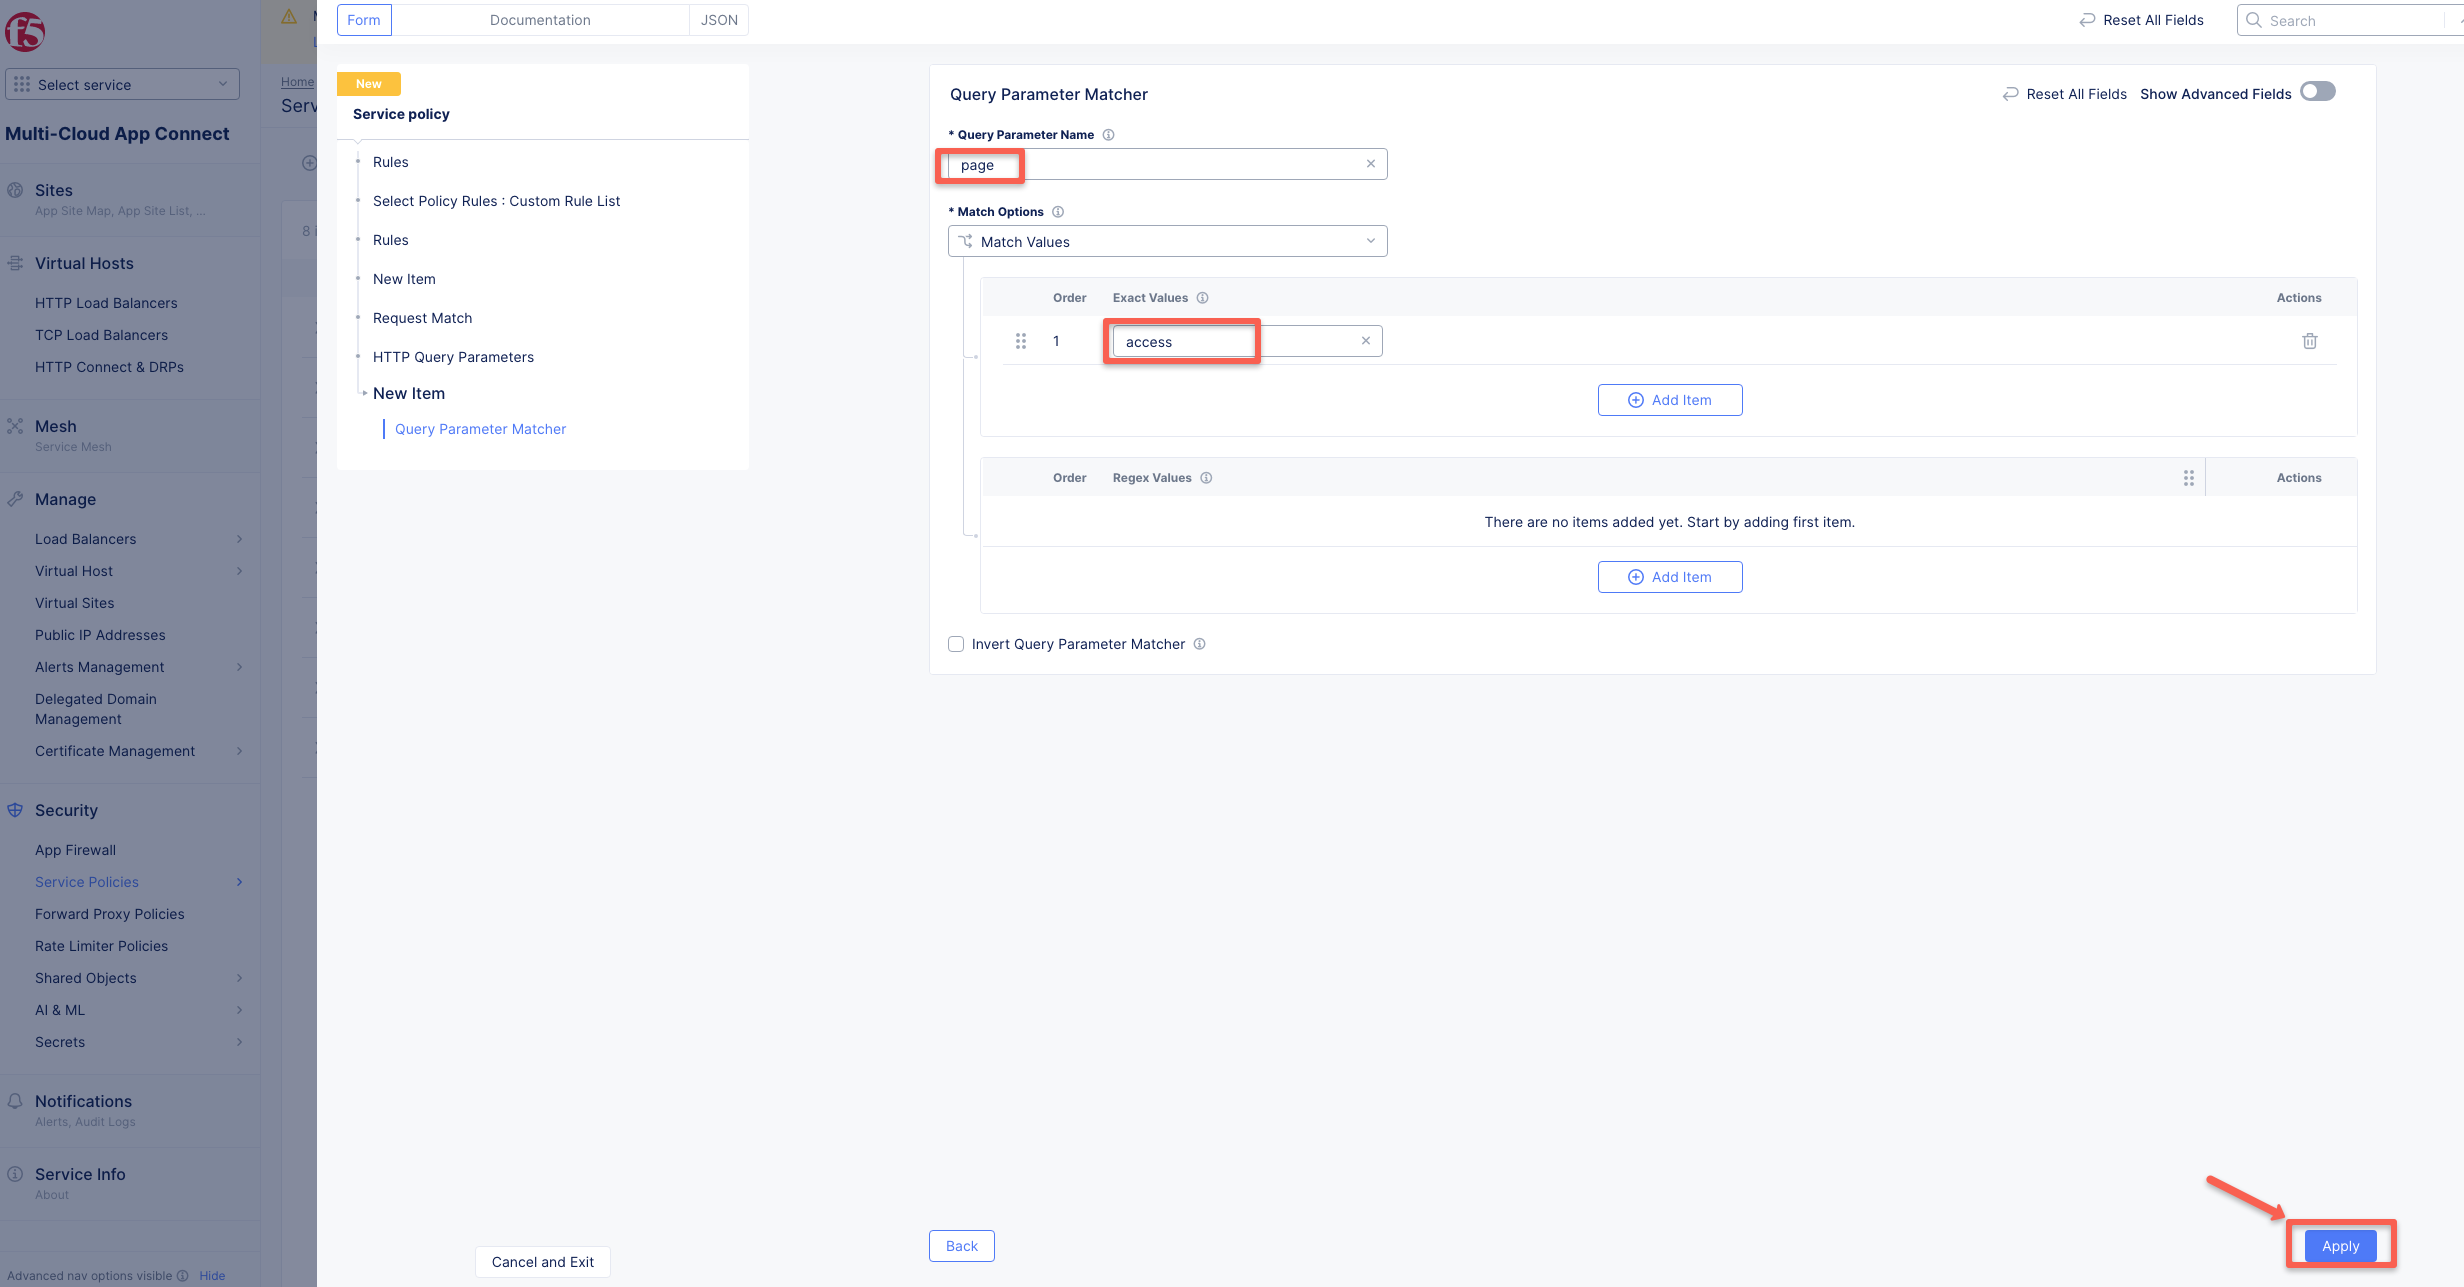 Form
Documentation
JSON
Reset All Fields
Search
f5
Select service
Multi-Cloud App Connect
Sites
App Site Map, App Site List, ...
Virtual Hosts
HTTP Load Balancers
TCP Load Balancers
HTTP Connect & DRPs
Mesh
Service Mesh
Manage
Load Balancers
Virtual Host
Virtual Sites
Public IP Addresses
Alerts Management
Delegated Domain
Management
Certificate Management
Security
App Firewall
Service Policies
Forward Proxy Policies
Rate Limiter Policies
Shared Objects
AI & ML
Secrets
Notifications
Alerts, Audit Logs
Service Info
About
Advanced nav options visible
Hide
Home
Serv
8 i
New
Service policy
Rules
Select Policy Rules : Custom Rule List
Rules
New Item
Request Match
HTTP Query Parameters
New Item
Query Parameter Matcher
Query Parameter Matcher
Reset All Fields
Show Advanced Fields
* Query Parameter Name
page
* Match Options
Match Values
Order
Exact Values
Actions
1
access
Add Item
Order
Regex Values
Actions
There are no items added yet. Start by adding first item.
Add Item
Invert Query Parameter Matcher
Cancel and Exit
Back
Apply